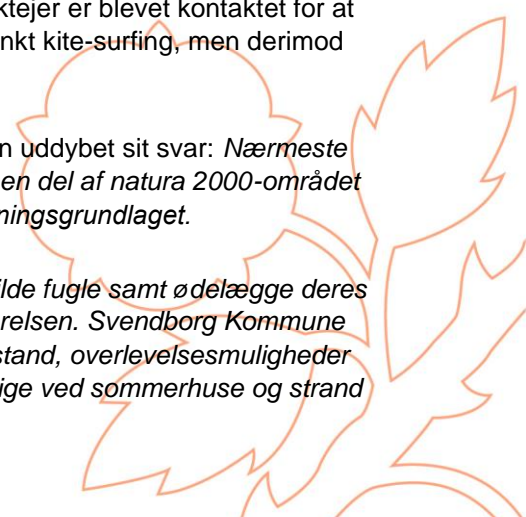 ktejer er blevet kontaktet for at
nkt kite-surfing, men derimod
n uddybet sit svar: Nærmeste
en del af natura 2000-området
ningsgrundlaget.
ilde fugle samt ødelægge deres
relsen. Svendborg Kommune
stand, overlevelsesmuligheder
ige ved sommerhuse og strand